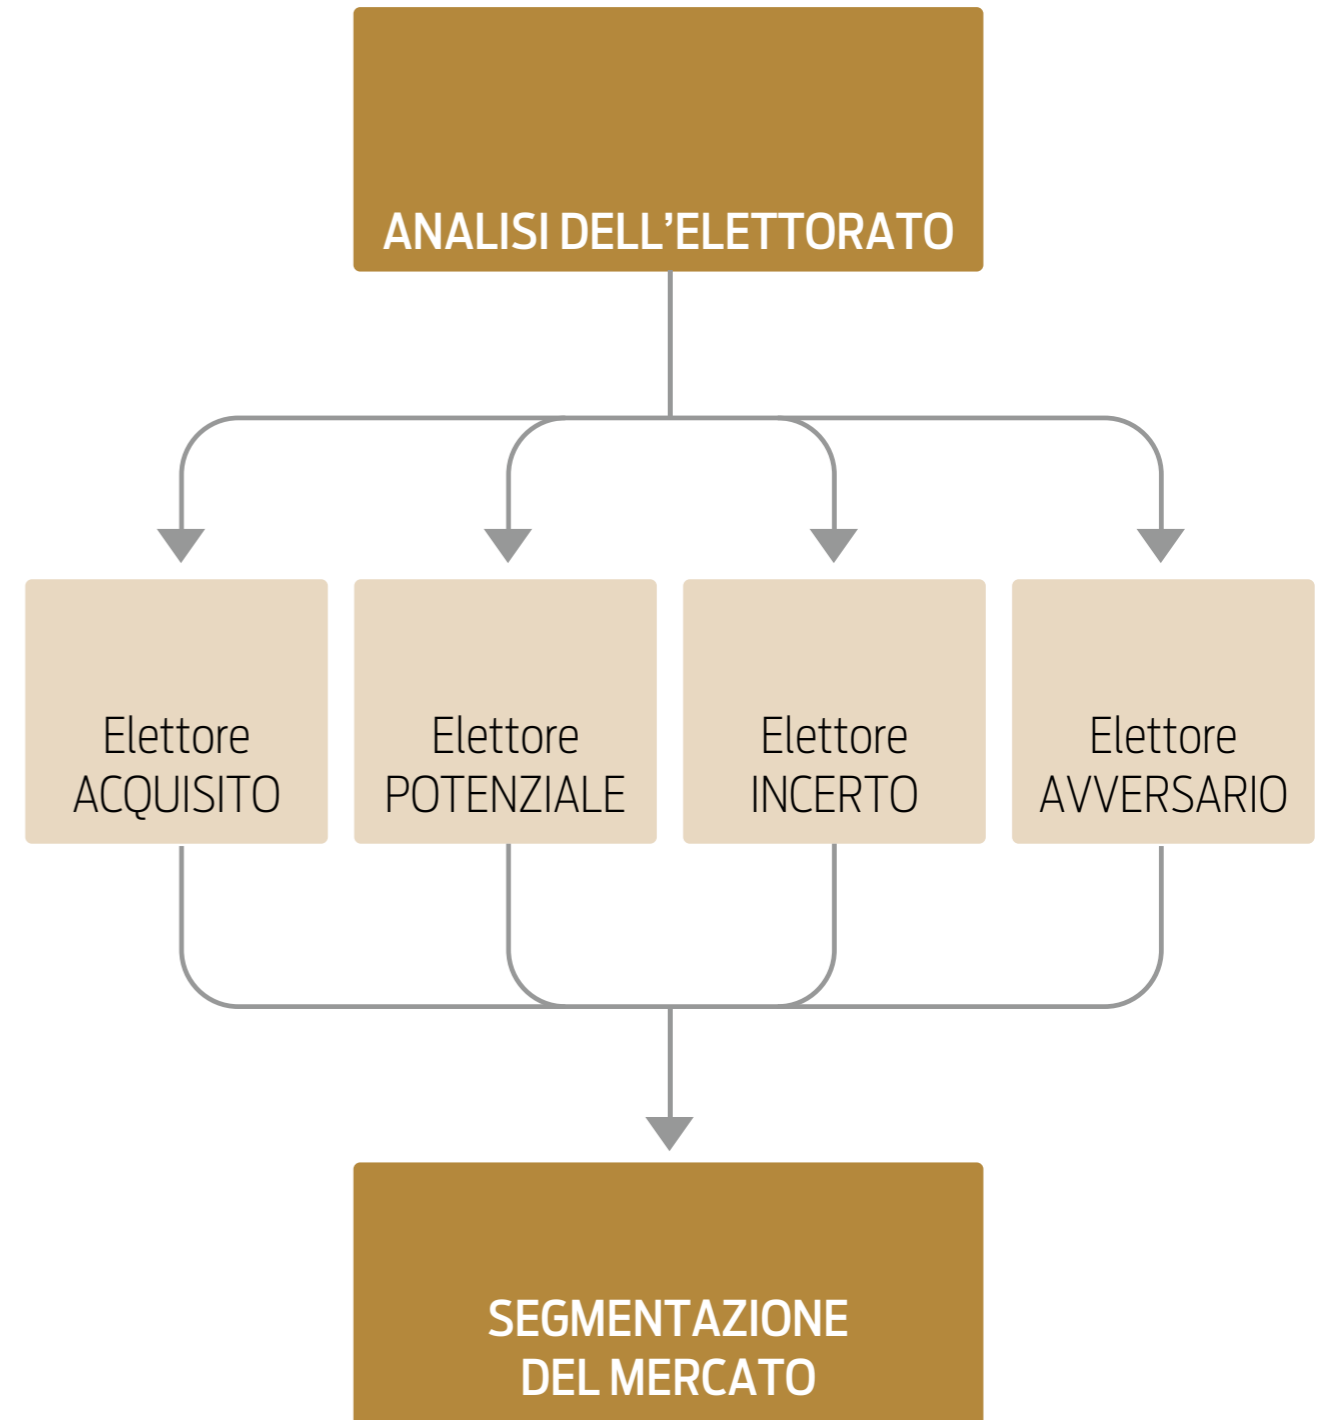 ANALISI DELL’ELETTORATO
Elettore
ACQUISITO
Elettore
POTENZIALE
Elettore
INCERTO
Elettore
AVVERSARIO
SEGMENTAZIONE
DEL MERCATO